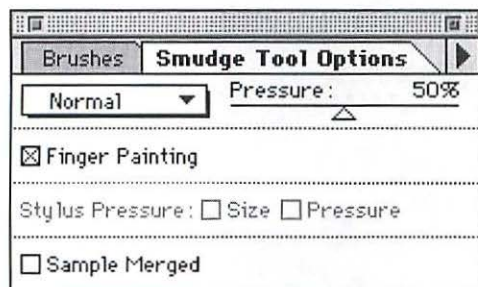 Brushes Smudge Tool Options
Normal Pressure: 50%
Finger Painting
Stylus Pressure: Size Pressure
Sample Merged